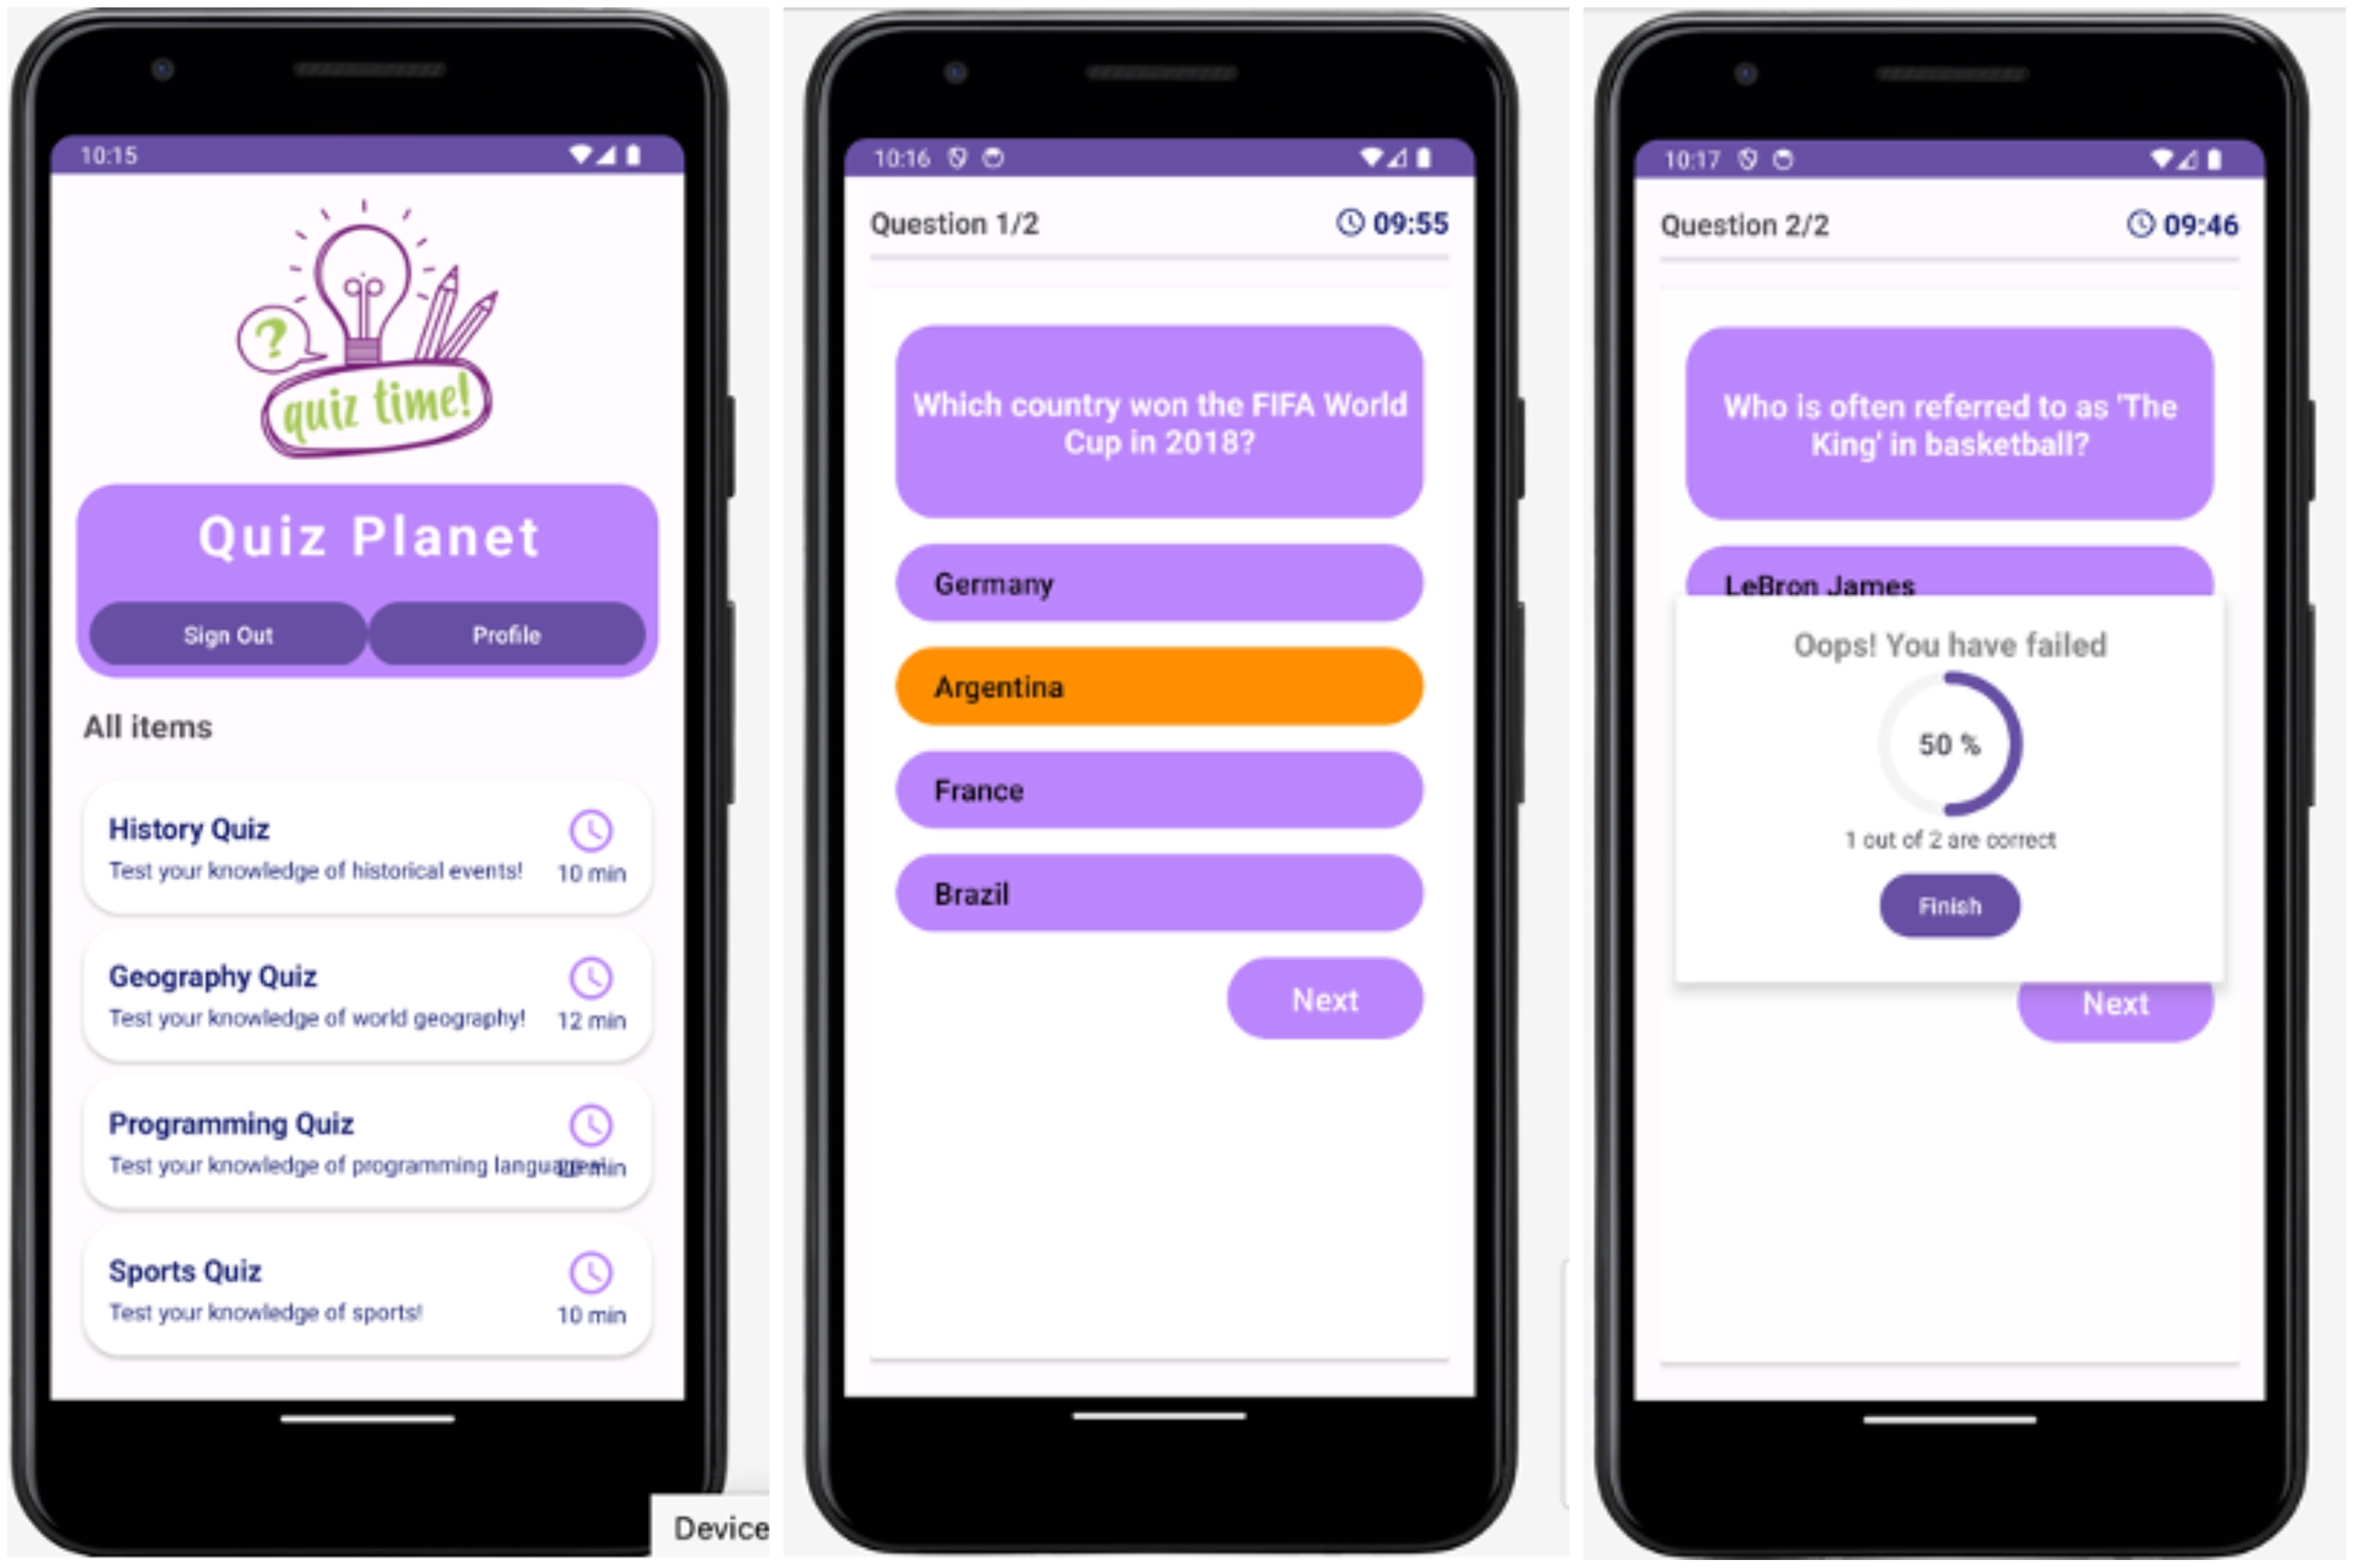 10:15
?
quiz time!
Quiz Planet
Sign Out
Profile
All items
History Quiz
Test your knowledge of historical events!
10 min
Geography Quiz
Test your knowledge of world geography!
12 min
Programming Quiz
Test your knowledge of programming
min
Sports Quiz
Test your knowledge of sports!
10 min
Device
10:16
Question 1/2
09:55
Which country won the FIFA World
Cup in 2018?
Germany
Argentina
France
Brazil
Next
10:17
Question 2/2
09:46
Who is often referred to as 'The
King' in basketball?
LeBron James
Oops! You have failed
50 %
1 out of 2 are correct
Finish
Next